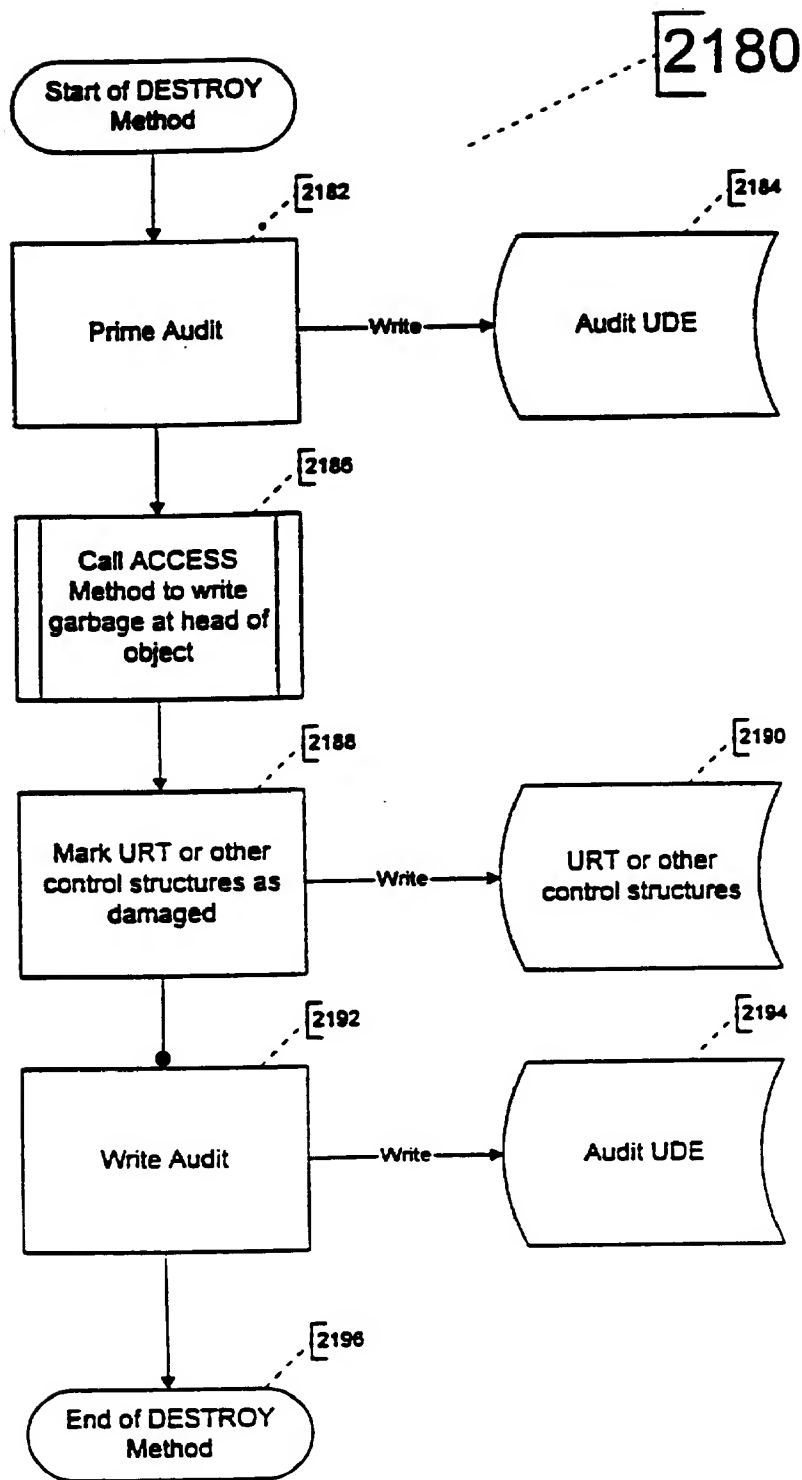 2180
Start of DESTROY
Method
2182
2184
Prime Audit
Write
Audit UDE
2186
Call ACCESS
Method to write
garbage at head of
object
2188
2190
Mark URT or other
control structures as
damaged
Write
URT or other
control structures
2192
2194
Write Audit
Write
Audit UDE
2196
End of DESTROY
Method